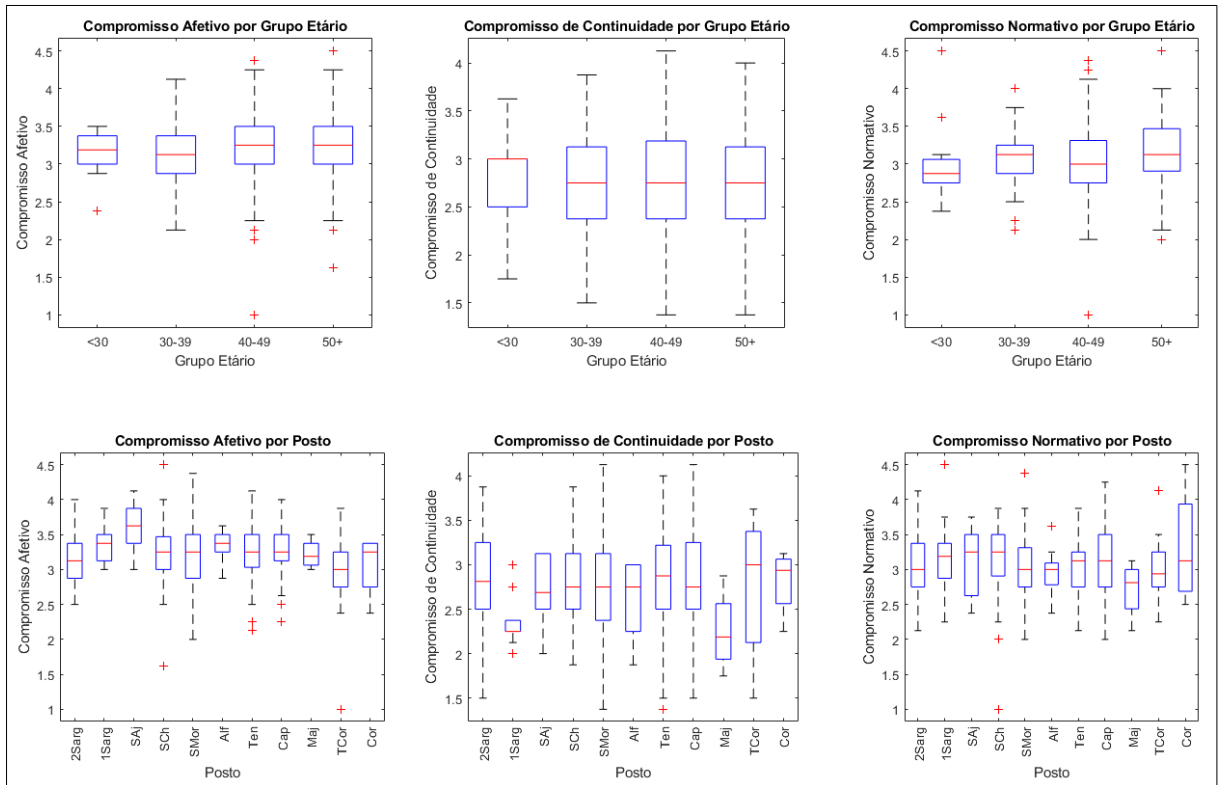 Compromisso Afetivo por Grupo Etário
Compromisso Afetivo
4.5
4
3.5
3
2.5
2
1.5
1
<30 30-39 40-49 50+
Grupo Etário
Compromisso de Continuidade por Grupo Etário
Compromisso de Continuidade
4
3.5
3
2.5
2
1.5
<30 30-39 40-49 50+
Grupo Etário
Compromisso Normativo por Grupo Etário
Compromisso Normativo
4.5
4
3.5
3
2.5
2
1.5
1
<30 30-39 40-49 50+
Grupo Etário
Compromisso Afetivo por Posto
Compromisso Afetivo
4.5
4
3.5
3
2.5
2
1.5
1
2Sarg 1Sarg SAj SCh SMor Alf Ten Cap Maj TCor Cor
Posto
Compromisso de Continuidade por Posto
Compromisso de Continuidade
4
3.5
3
2.5
2
1.5
2Sarg 1Sarg SAj SCh SMor Alf Ten Cap Maj TCor Cor
Posto
Compromisso Normativo por Posto
Compromisso Normativo
4.5
4
3.5
3
2.5
2
1.5
1
2Sarg 1Sarg SAj SCh SMor Alf Ten Cap Maj TCor Cor
Posto